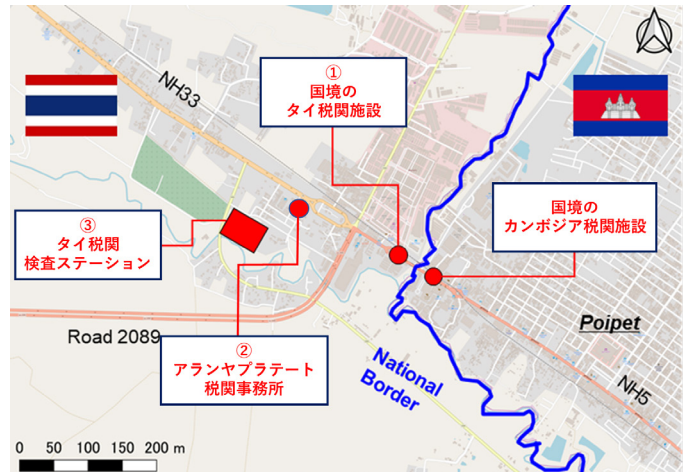 NH33
①
国境の
タイ税関施設
国境の
カンボジア税関施設
③
タイ税関
検査ステーション
Poipet
Road 2089
②
アランヤプラテート
税関事務所
National
Border
NH5
0 50 100 150 200 m